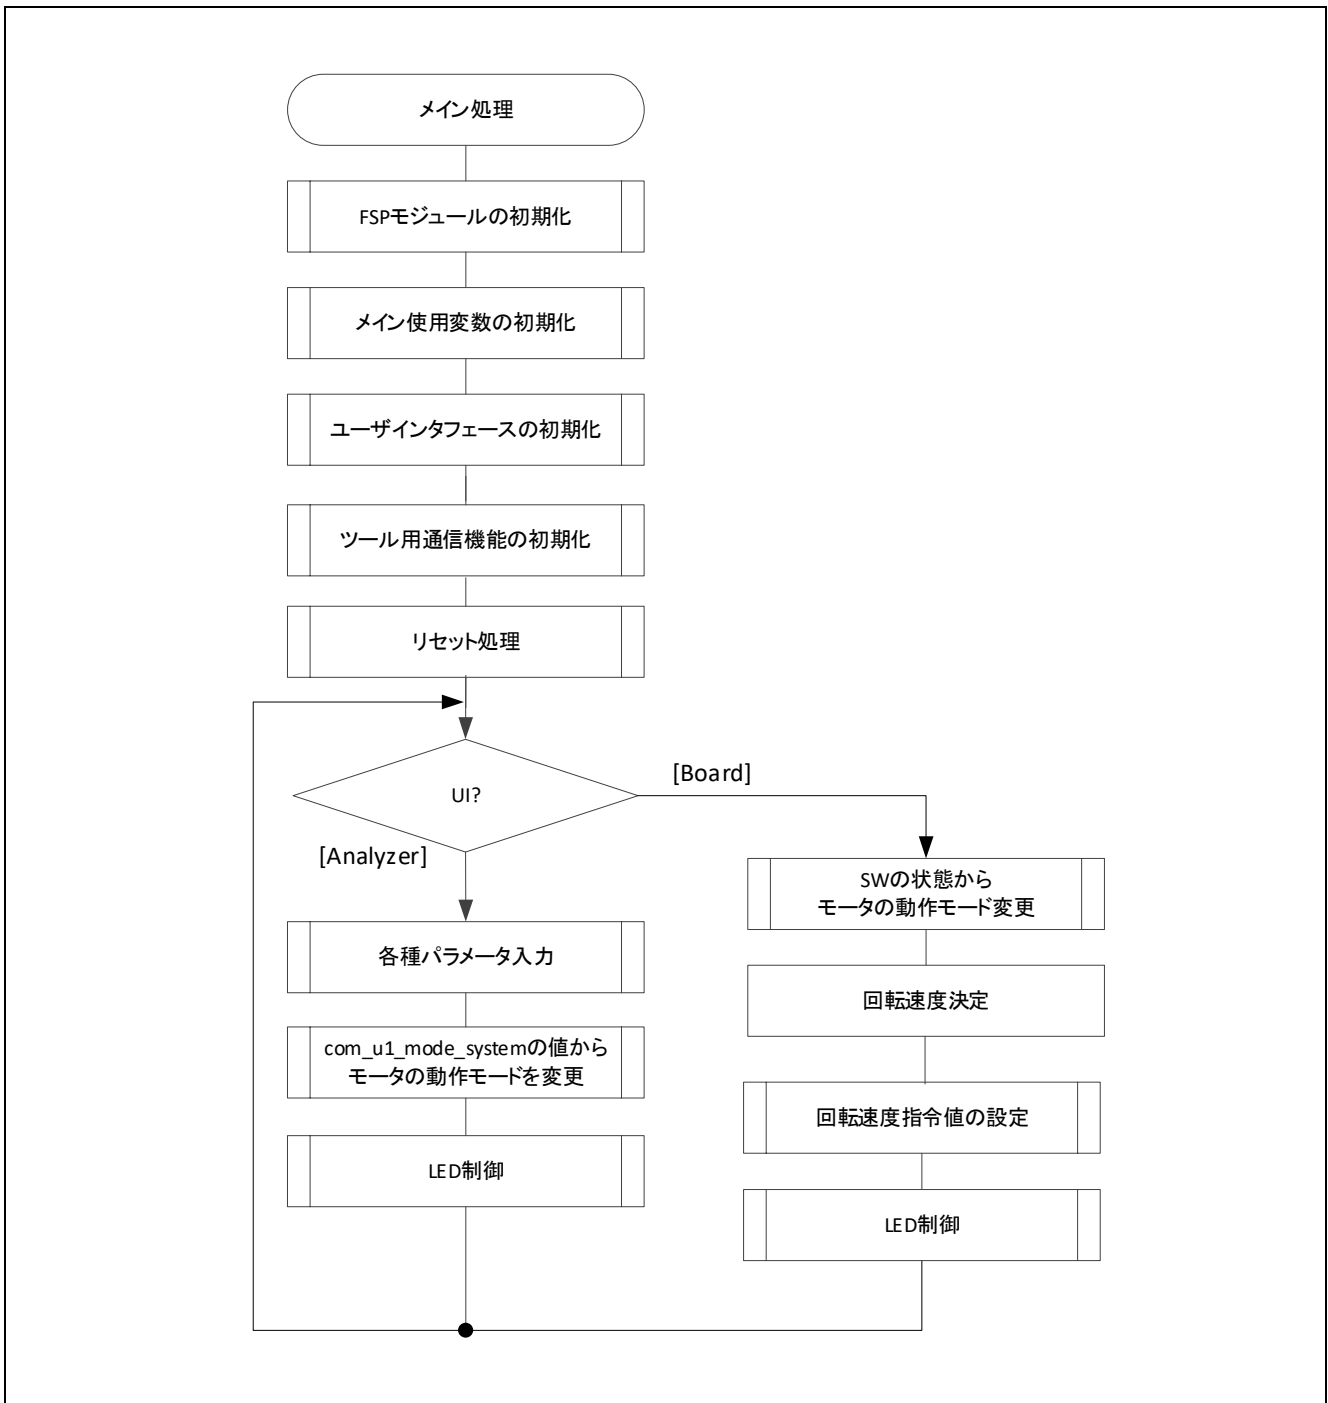 メイン処理
FSPモジュールの初期化
メイン使用変数の初期化
ユーザインタフェースの初期化
ツール用通信機能の初期化
リセット処理
UI?
[Analyzer]
各種パラメータ入力
com_u1_mode_systemの値から
モータの動作モードを変更
LED制御
[Board]
SWの状態から
モータの動作モード変更
回転速度決定
回転速度指令値の設定
LED制御